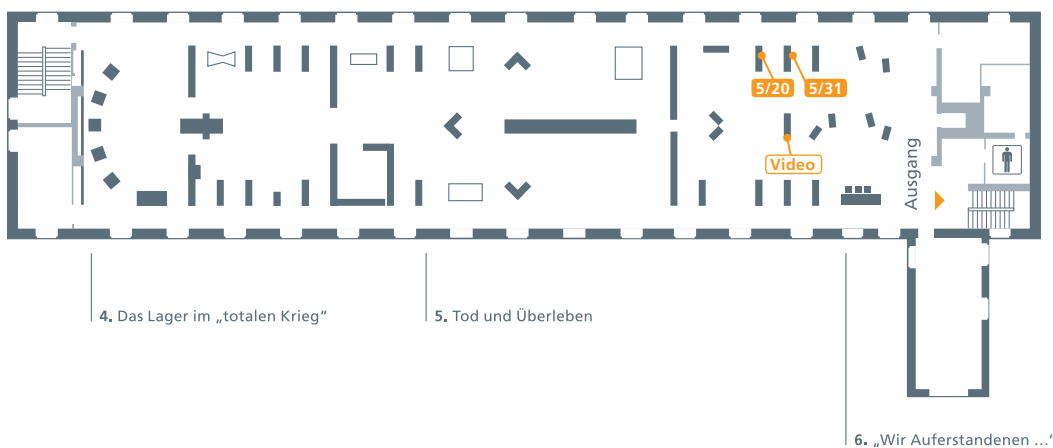 5/20
5/31
Video
Ausgang
4. Das Lager im „totalen Krieg“
5. Tod und Überleben
6. „Wir Auferstandenen ...“